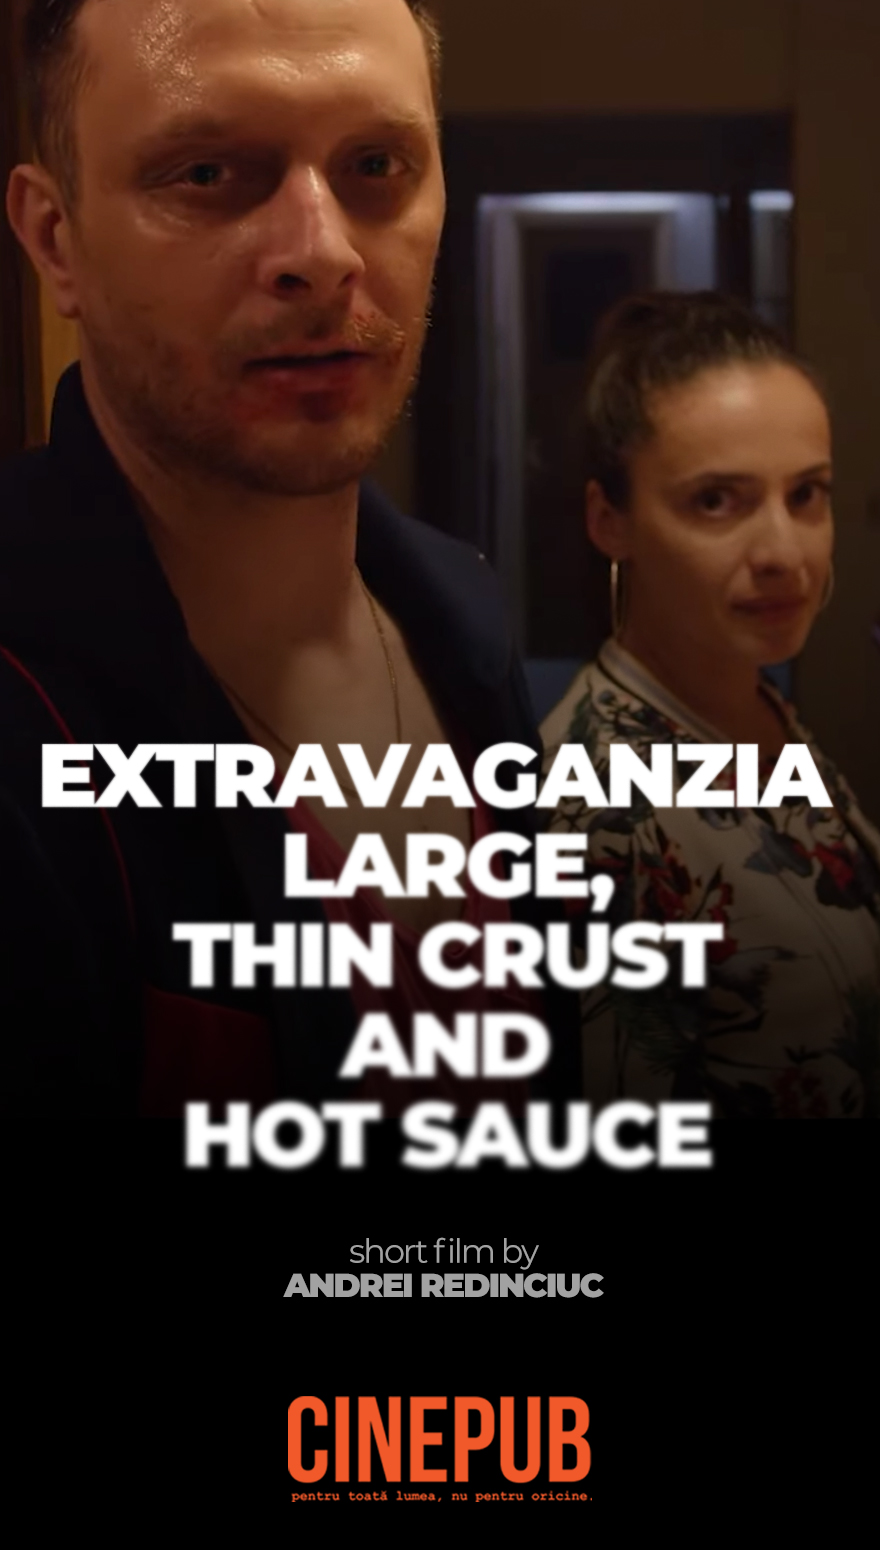 EXTRAVAGANZIA
LARGE,
THIN CRUST
AND
HOT SAUCE
short film by
ANDREI REDINCIUC
CINEPUB
pentru toată lumea, nu pentru oricine.